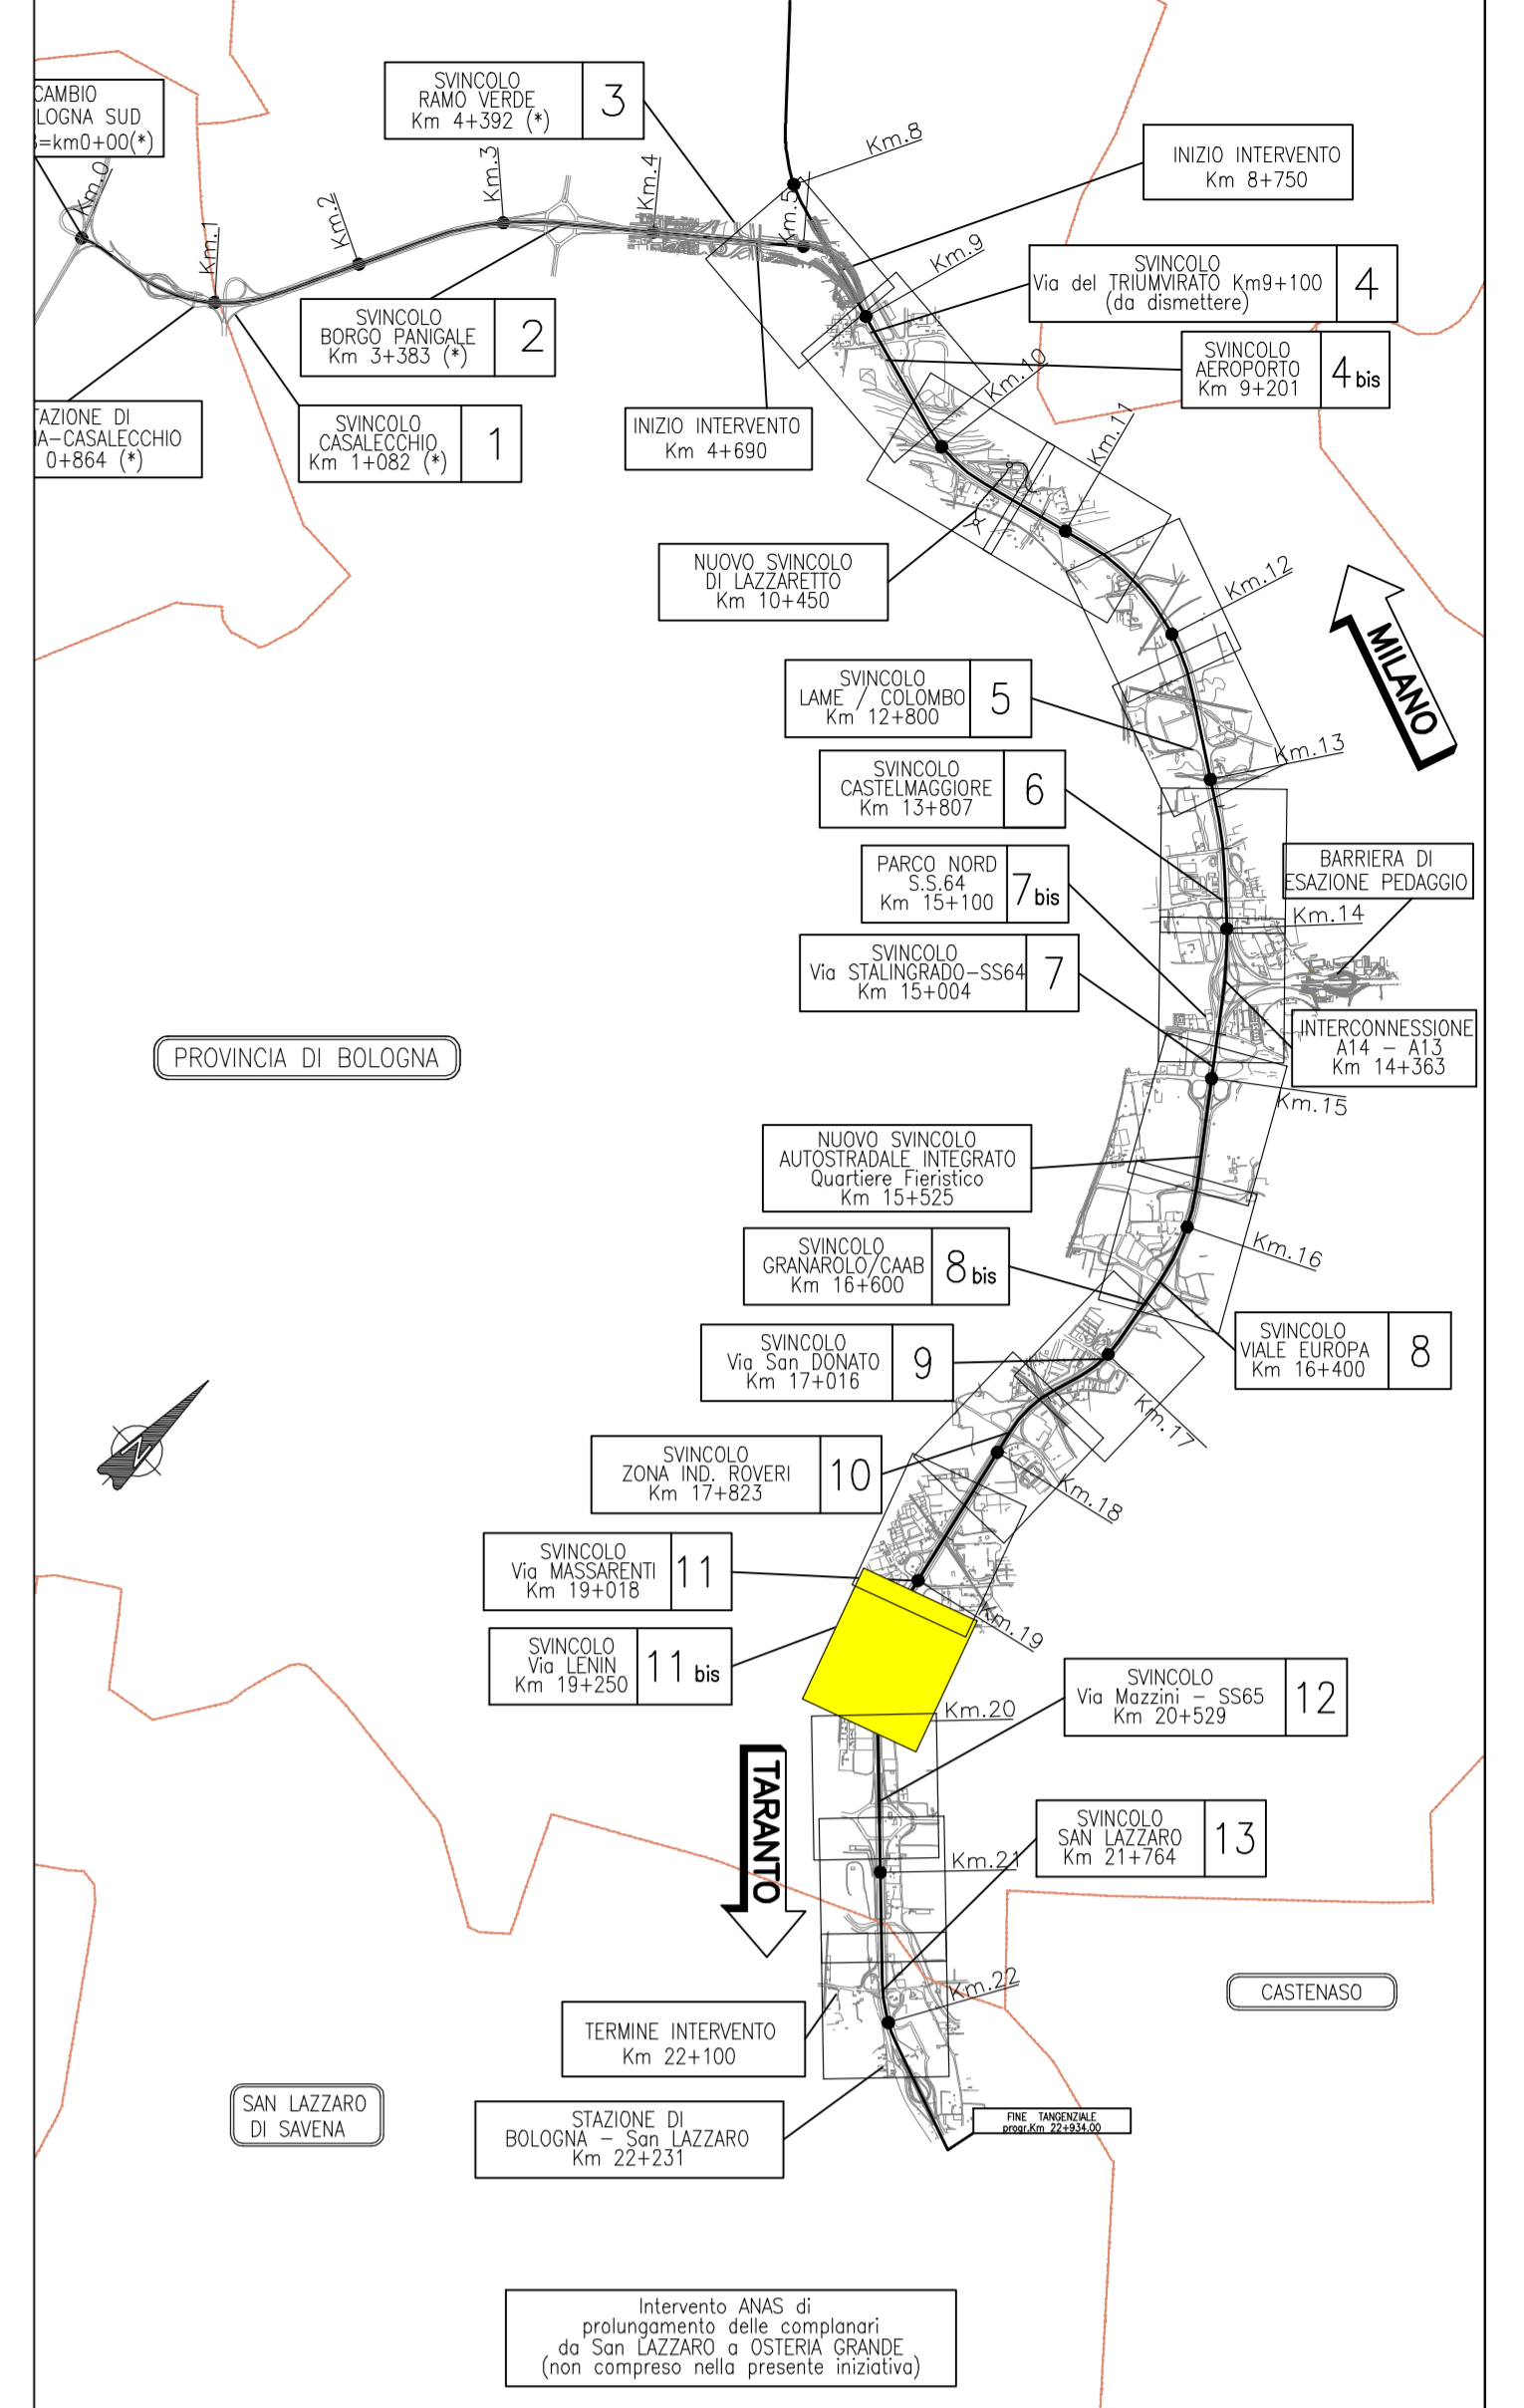 CAMBIO
LOGNA SUD
=km0+00(*)
SVINCOLO
RAMO VERDE
Km 4+392 (*)
3
Km.8
INIZIO INTERVENTO
Km 8+750
Km.0
Km.1
Km.2
Km.3
Km.4
Km.5
Km.9
SVINCOLO
Via del TRIUMVIRATO Km9+100
(da dismettere)
4
SVINCOLO
BORGO PANIGALE
Km 3+383 (*)
2
SVINCOLO
AEROPORTO
Km 9+201
4 bis
Km.10
TAZIONE DI
IA-CASALECCHIO
0+864 (*)
SVINCOLO
CASALECCHIO
Km 1+082 (*)
1
INIZIO INTERVENTO
Km 4+690
Km.11
NUOVO SVINCOLO
DI LAZZARETTO
Km 10+450
Km.12
MILANO
SVINCOLO
LAME / COLOMBO
Km 12+800
5
Km.13
SVINCOLO
CASTELMAGGIORE
Km 13+807
6
PARCO NORD
S.S.64
Km 15+100
7 bis
BARRIERA DI
ESAZIONE PEDAGGIO
Km.14
SVINCOLO
Via STALINGRADO-SS64
Km 15+004
7
INTERCONNESSIONE
A14 - A13
Km 14+363
PROVINCIA DI BOLOGNA
Km.15
NUOVO SVINCOLO
AUTOSTRADALE INTEGRATO
Quartiere Fieristico
Km 15+525
Km.16
SVINCOLO
GRANAROLO/CAAB
Km 16+600
8 bis
SVINCOLO
VIALE EUROPA
Km 16+400
8
SVINCOLO
Via San DONATO
Km 17+016
9
Km.17
N
SVINCOLO
ZONA IND. ROVERI
Km 17+823
10
Km.18
SVINCOLO
Via MASSARENTI
Km 19+018
11
Km.19
SVINCOLO
Via LENIN
Km 19+250
11 bis
SVINCOLO
Via Mazzini - SS65
Km 20+529
12
Km.20
TARANTO
SVINCOLO
SAN LAZZARO
Km 21+764
13
Km.21
Km.22
CASTENASO
TERMINE INTERVENTO
Km 22+100
SAN LAZZARO
DI SAVENA
STAZIONE DI
BOLOGNA - San LAZZARO
Km 22+231
FINE TANGENZIALE
progr.Km 22+934.00
Intervento ANAS di
prolungamento delle complanari
da San LAZZARO a OSTERIA GRANDE
(non compreso nella presente iniziativa)